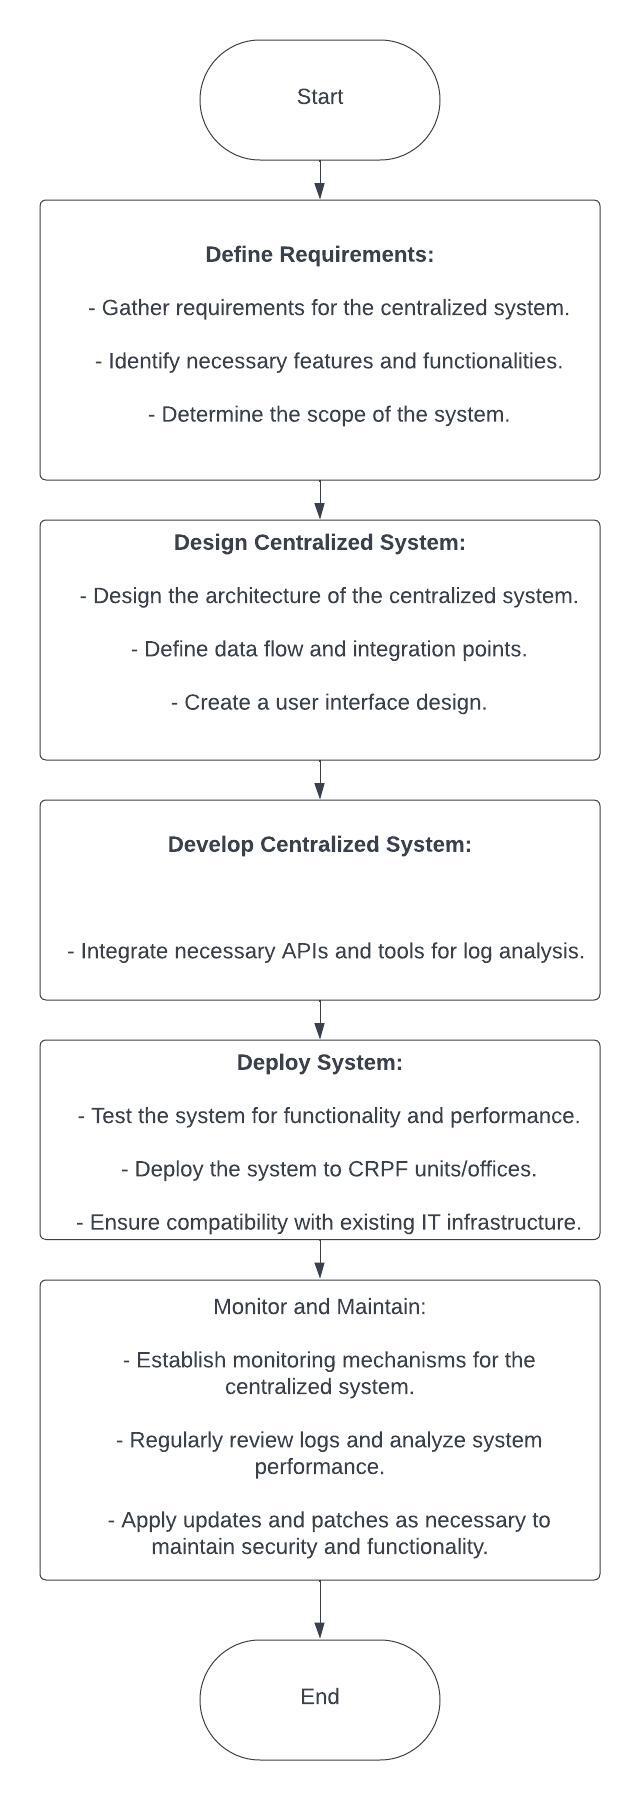 Start
Define Requirements:
- Gather requirements for the centralized system.
- Identify necessary features and functionalities.
- Determine the scope of the system.
Design Centralized System:
- Design the architecture of the centralized system.
- Define data flow and integration points.
- Create a user interface design.
Develop Centralized System:
- Integrate necessary APIs and tools for log analysis.
Deploy System:
- Test the system for functionality and performance.
- Deploy the system to CRPF units/offices.
- Ensure compatibility with existing IT infrastructure.
Monitor and Maintain:
- Establish monitoring mechanisms for the
centralized system.
- Regularly review logs and analyze system
performance.
- Apply updates and patches as necessary to
maintain security and functionality.
End